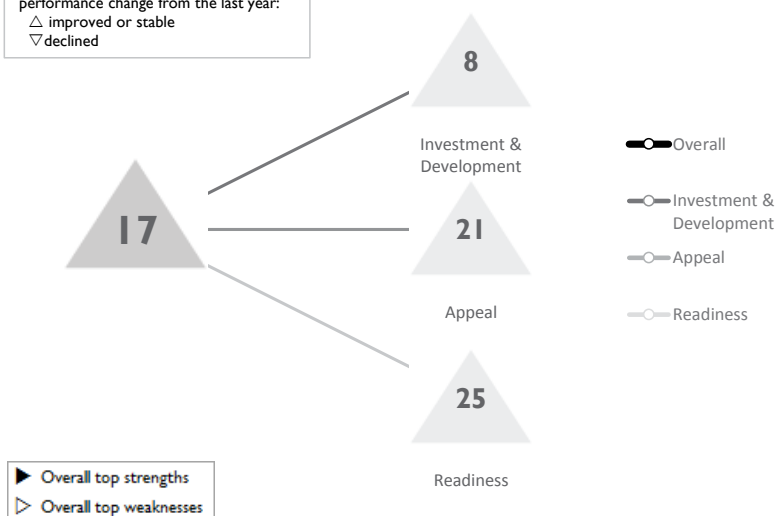 performance change from the last year:
△ improved or stable
▽ declined
8
Investment &
Development
17
21
Appeal
25
Readiness
Overall
Investment &
Development
Appeal
Readiness
▶ Overall top strengths
▷ Overall top weaknesses